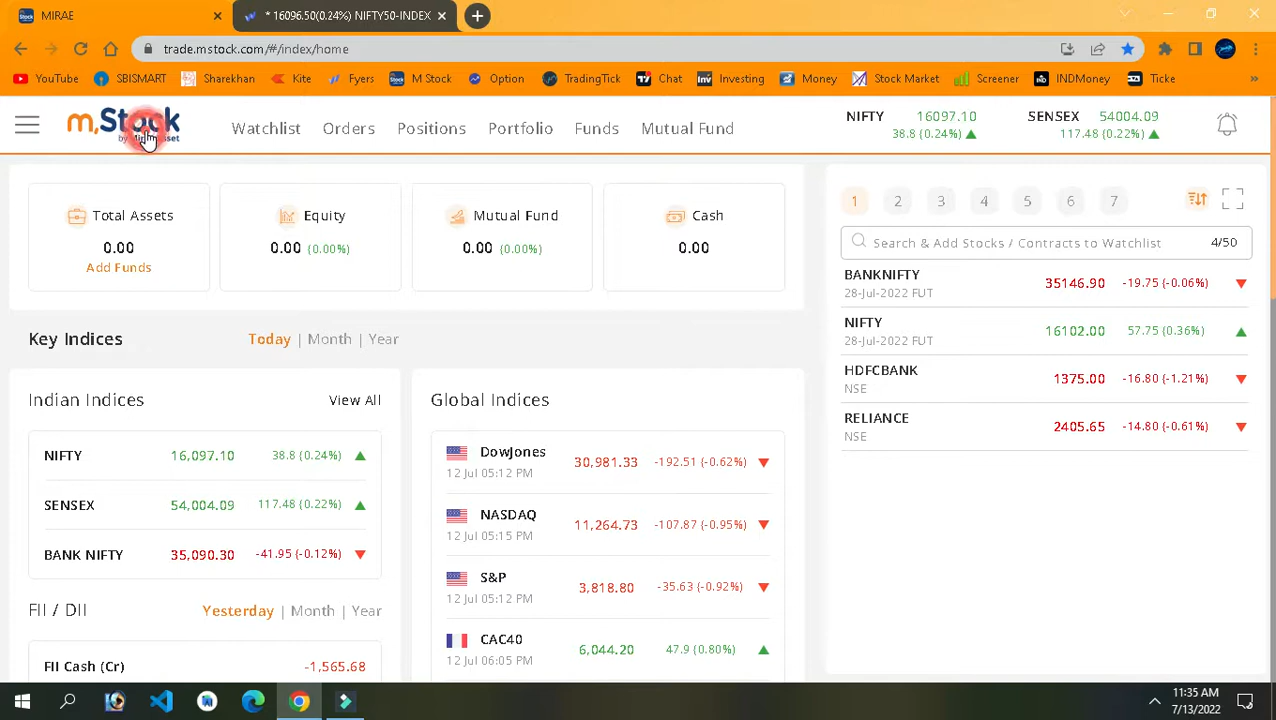 MIRAE
* 16096.50(0.24%) NIFTY50-INDEX
trade.mstock.com/#/index/home
YouTube SBISMART Sharekhan Kite Fyers M Stock Option TradingTick Chat Investing Money Stock Market Screener INDMoney Ticke
m.Stock
by Asset
Watchlist Orders Positions Portfolio Funds Mutual Fund
NIFTY 16097.10
38.8 (0.24%)
SENSEX 54004.09
117.48 (0.22%)
Total Assets
0.00
Add Funds
Equity
0.00 (0.00%)
Mutual Fund
0.00 (0.00%)
Cash
0.00
Key Indices Today | Month | Year
Indian Indices View All
NIFTY 16,097.10 38.8 (0.24%)
SENSEX 54,004.09 117.48 (0.22%)
BANK NIFTY 35,090.30 -41.95 (-0.12%)
FII / DII Yesterday | Month | Year
FII Cash (Cr) -1,565.68
Global Indices
DowJones 30,981.33 -192.51 (-0.62%)
12 Jul 05:12 PM
NASDAQ 11,264.73 -107.87 (-0.95%)
12 Jul 05:15 PM
S&P 3,818.80 -35.63 (-0.92%)
12 Jul 05:12 PM
CAC40 6,044.20 47.9 (0.80%)
12 Jul 06:05 PM
1 2 3 4 5 6 7
Search & Add Stocks / Contracts to Watchlist 4/50
BANKNIFTY 35146.90 -19.75 (-0.06%)
28-Jul-2022 FUT
NIFTY 16102.00 57.75 (0.36%)
28-Jul-2022 FUT
HDFCBANK 1375.00 -16.80 (-1.21%)
NSE
RELIANCE 2405.65 -14.80 (-0.61%)
NSE
11:35 AM
7/13/2022